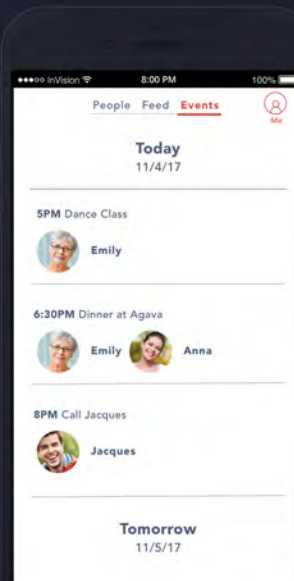 InVision 8:00 PM 100%
People Feed Events
Me
Today
11/4/17
5PM Dance Class
Emily
6:30PM Dinner at Agava
Emily Anna
8PM Call Jacques
Jacques
Tomorrow
11/5/17